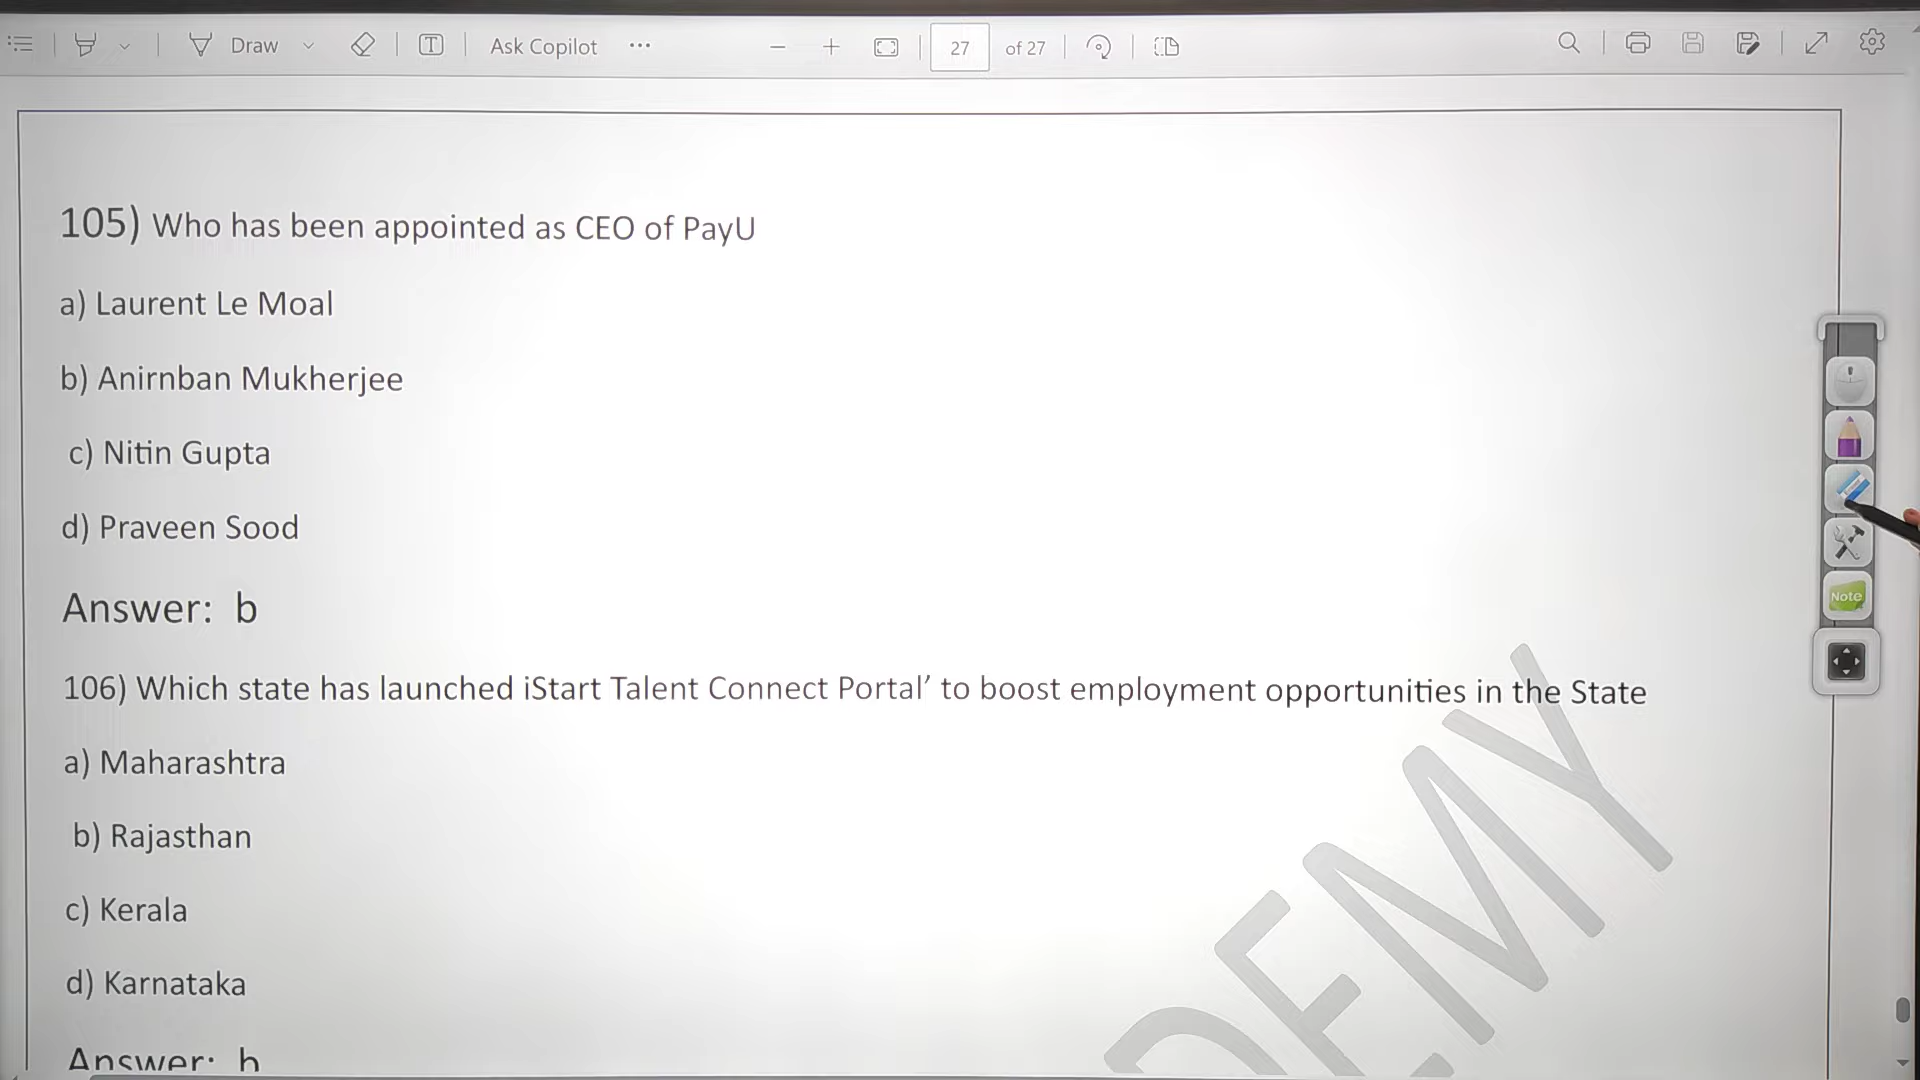 Draw
T
Ask Copilot
27 of 27
105) Who has been appointed as CEO of PayU
a) Laurent Le Moal
b) Anirnban Mukherjee
c) Nitin Gupta
d) Praveen Sood
Answer: b
106) Which state has launched iStart Talent Connect Portal’ to boost employment opportunities in the State
a) Maharashtra
b) Rajasthan
c) Kerala
d) Karnataka
Answer: b
Note
DEMY